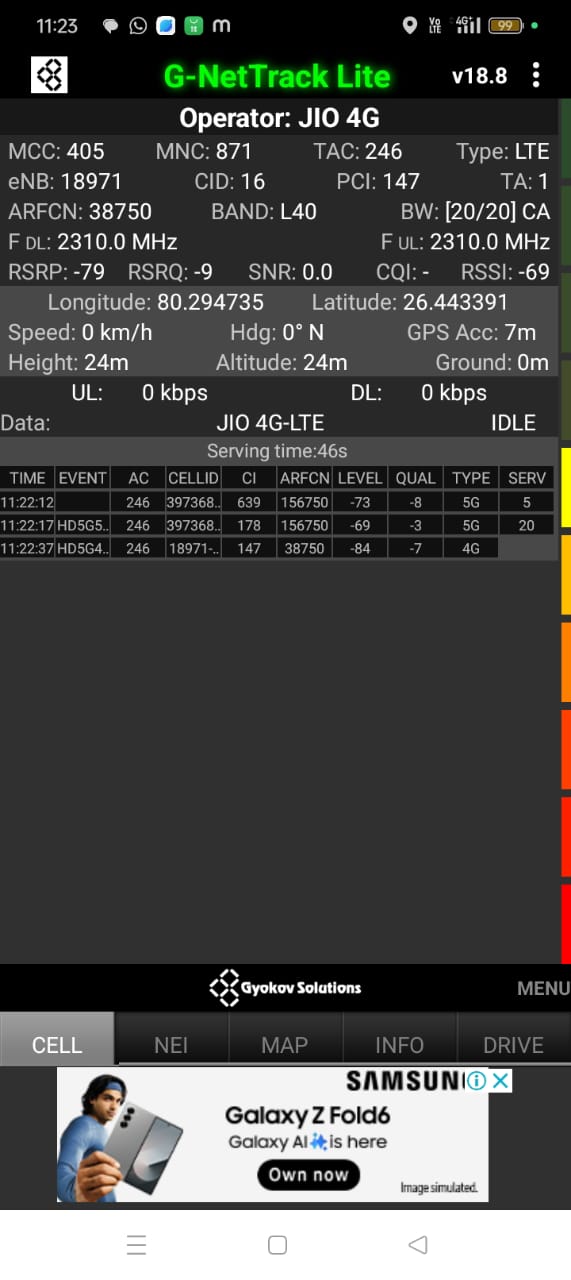 11:23 m Vo LTE 4G 99
G-NetTrack Lite v18.8
Operator: JIO 4G
MCC: 405 MNC: 871 TAC: 246 Type: LTE
eNB: 18971 CID: 16 PCI: 147 TA: 1
ARFCN: 38750 BAND: L40 BW: [20/20] CA
F DL: 2310.0 MHz F UL: 2310.0 MHz
RSRP: -79 RSRQ: -9 SNR: 0.0 CQI: - RSSI: -69
Longitude: 80.294735 Latitude: 26.443391
Speed: 0 km/h Hdg: 0° N GPS Acc: 7m
Height: 24m Altitude: 24m Ground: 0m
UL: 0 kbps DL: 0 kbps
Data: JIO 4G-LTE IDLE
Serving time:46s
TIME EVENT AC CELLID CI ARFCN LEVEL QUAL TYPE SERV
11:22:12 246 397368.. 639 156750 -73 -8 5G 5
11:22:17 HD5G5.. 246 397368.. 178 156750 -69 -3 5G 20
11:22:37 HD5G4.. 246 18971-.. 147 38750 -84 -7 4G
Gyokov Solutions MENU
CELL NEI MAP INFO DRIVE
SAMSUN
Galaxy Z Fold6
Galaxy AI is here
Own now
Image simulated.